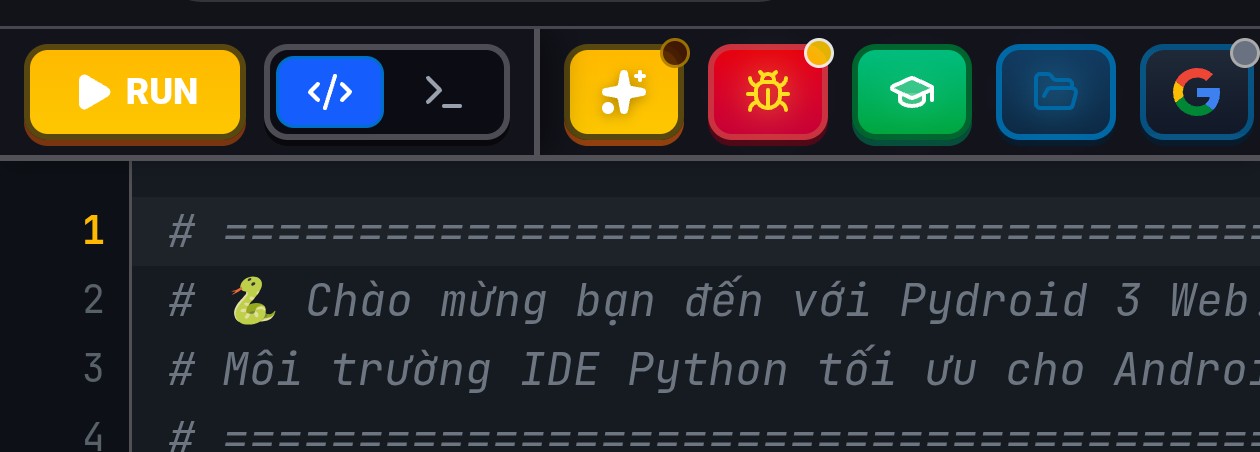 RUN
1 # ======================================
2 # 🐍 Chào mừng bạn đến với Pydroid 3 Web
3 # Môi trường IDE Python tối ưu cho Androi
4 # ======================================